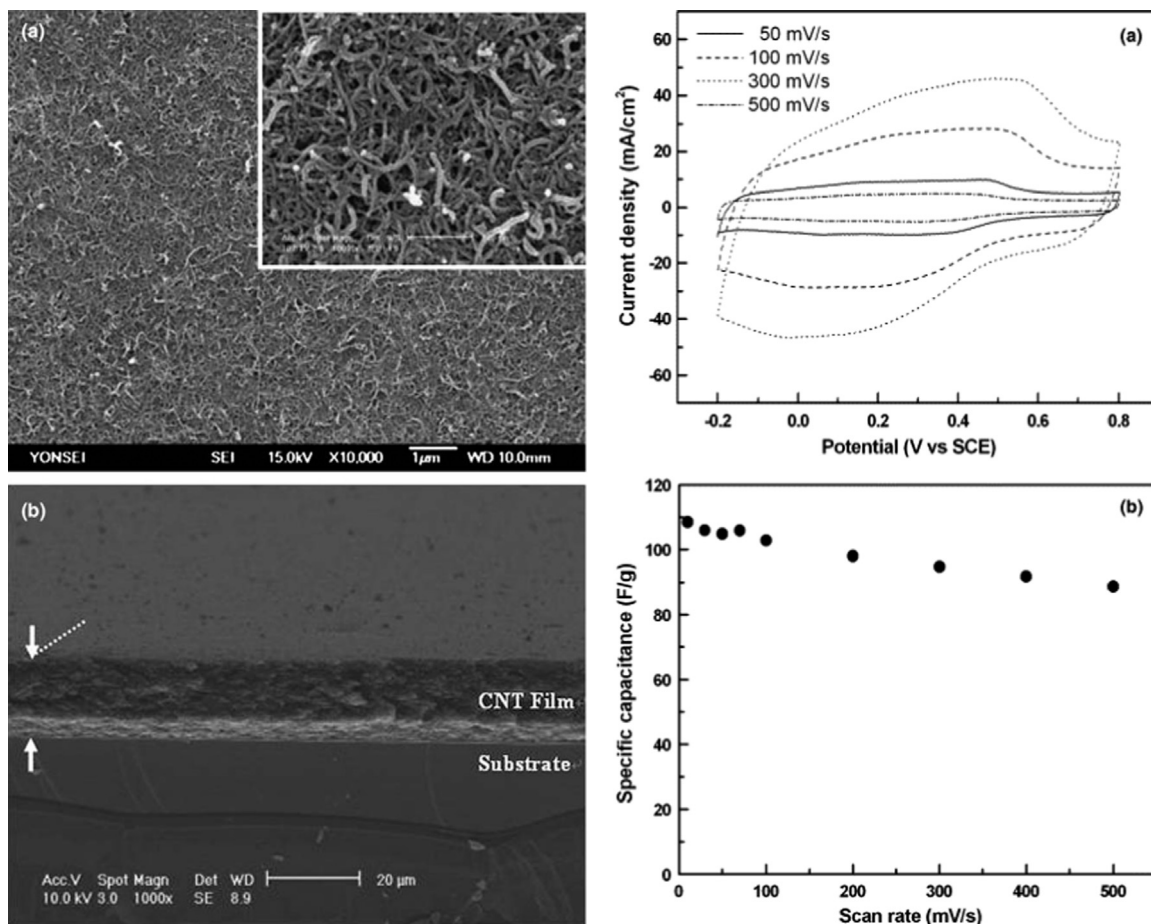 (a)
YONSEI SEI 15.0kV X10,000 1μm WD 10.0mm
(b)
CNT Film
Substrate
Acc.V Spot Magn Det WD 20 μm
10.0 kV 3.0 1000x SE 8.9
(a)
50 mV/s
100 mV/s
300 mV/s
500 mV/s
Current density (mA/cm²)
60
40
20
0
-20
-40
-60
-0.2 0.0 0.2 0.4 0.6 0.8
Potential (V vs SCE)
(b)
Specific capacitance (F/g)
120
100
80
60
40
20
0
0 100 200 300 400 500
Scan rate (mV/s)